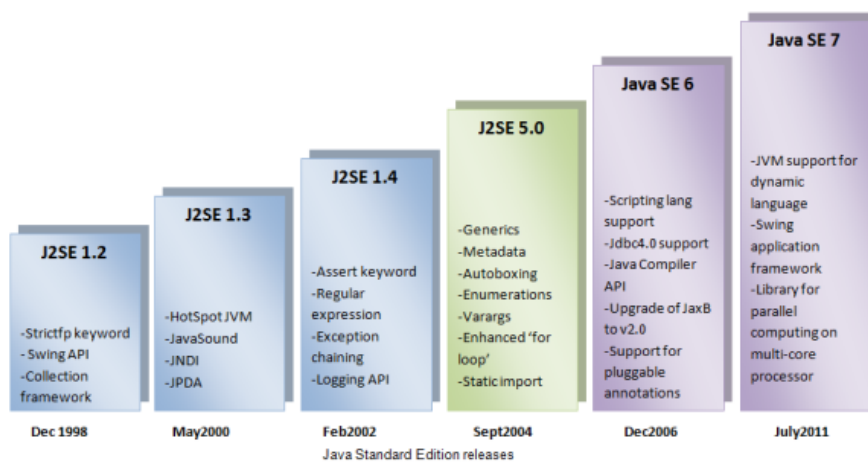 J2SE 1.2
-Strictfp keyword
- Swing API
-Collection
framework
Dec 1998
J2SE 1.3
-HotSpot JVM
-JavaSound
-JNDI
-JPDA
May2000
J2SE 1.4
-Assert keyword
-Regular
expression
-Exception
chaining
-Logging API
Feb2002
J2SE 5.0
-Generics
-Metadata
-Autoboxing
-Enumerations
-Varargs
-Enhanced ‘for
loop’
-Static import
Sept2004
Java SE 6
-Scripting lang
support
-Jdbc4.0 support
-Java Compiler
API
-Upgrade of JaxB
to v2.0
-Support for
pluggable
annotations
Dec2006
Java SE 7
-JVM support for
dynamic
language
-Swing
application
framework
-Library for
parallel
computing on
multi-core
processor
July2011
Java Standard Edition releases